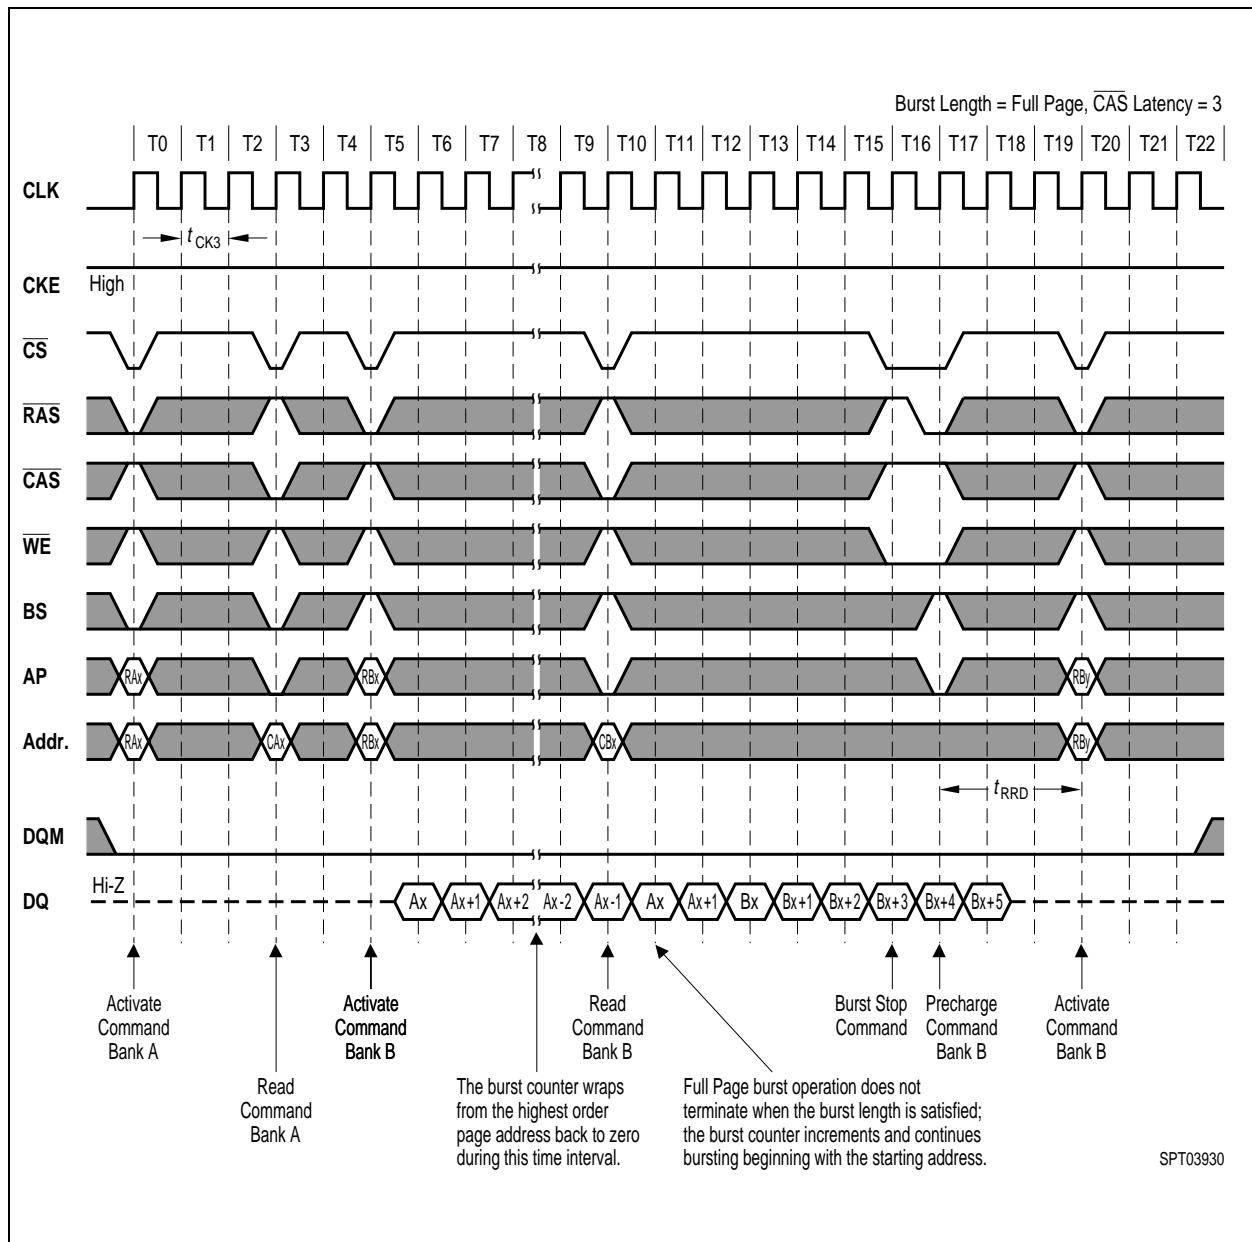 Burst Length = Full Page, CAS Latency = 3
T0 T1 T2 T3 T4 T5 T6 T7 T8 T9 T10 T11 T12 T13 T14 T15 T16 T17 T18 T19 T20 T21 T22
CLK
tCK3
CKE High
CS
RAS
CAS
WE
BS
AP RAx RBx RBy
Addr. RAx CAx RBx CBx RBy
tRRD
DQM
Hi-Z
DQ Ax Ax+1 Ax+2 Ax-2 Ax-1 Ax Ax+1 Bx Bx+1 Bx+2 Bx+3 Bx+4 Bx+5
Activate
Command
Bank A
Read
Command
Bank A
Activate
Command
Bank B
The burst counter wraps
from the highest order
page address back to zero
during this time interval.
Read
Command
Bank B
Full Page burst operation does not
terminate when the burst length is satisfied;
the burst counter increments and continues
bursting beginning with the starting address.
Burst Stop
Command
Precharge
Command
Bank B
Activate
Command
Bank B
SPT03930